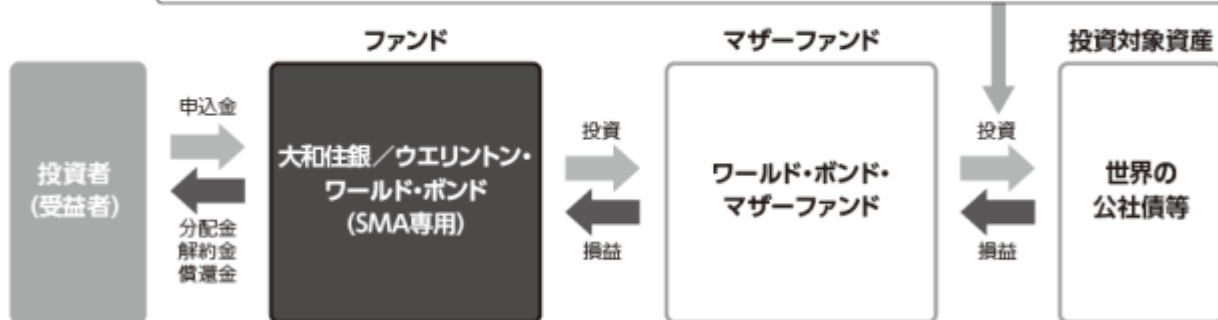 ファンド
マザーファンド
投資対象資産
投資者
(受益者)
申込金
分配金
解約金
償還金
大和住銀／ウエリントン・
ワールド・ボンド
(SMA専用)
投資
損益
ワールド・ボンド・
マザーファンド
投資
損益
世界の
公社債等